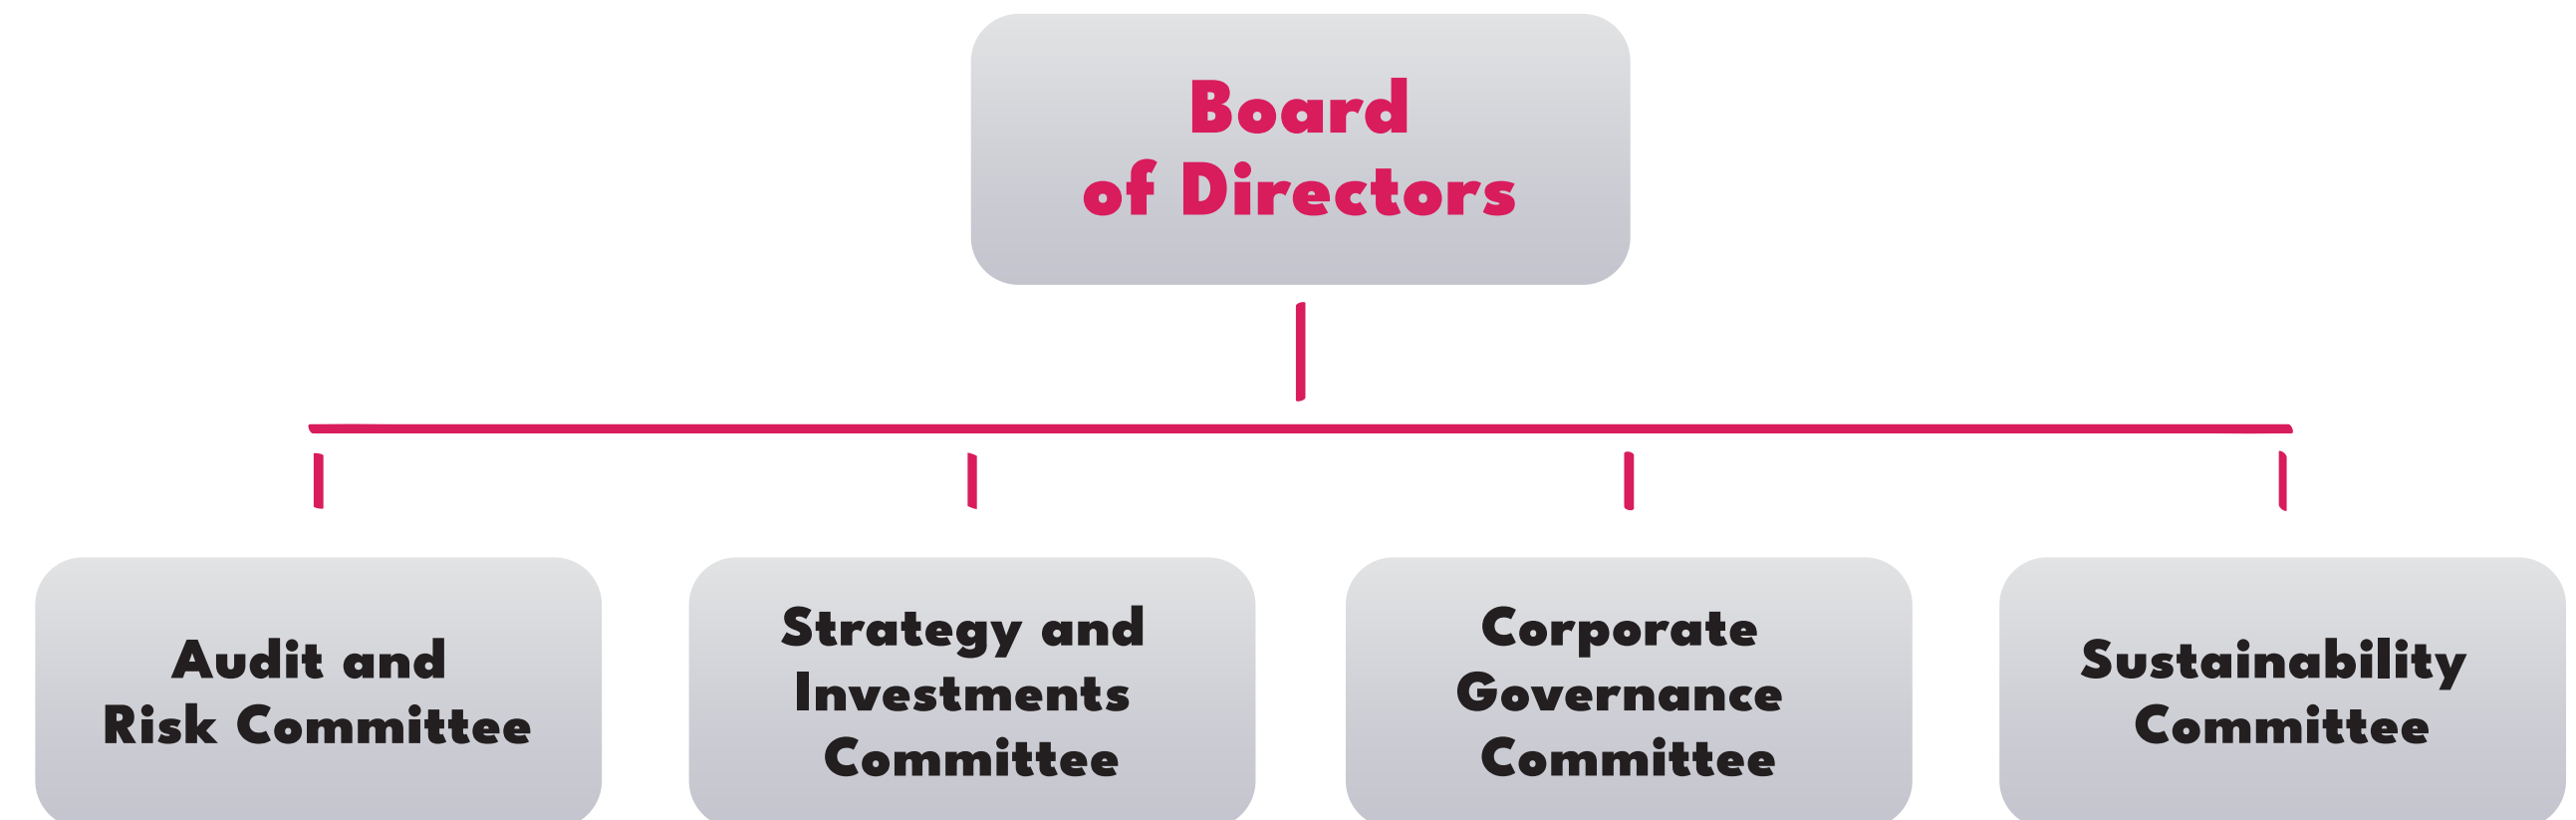 Board
of Directors
Audit and
Risk Committee
Strategy and
Investments
Committee
Corporate
Governance
Committee
Sustainability
Committee